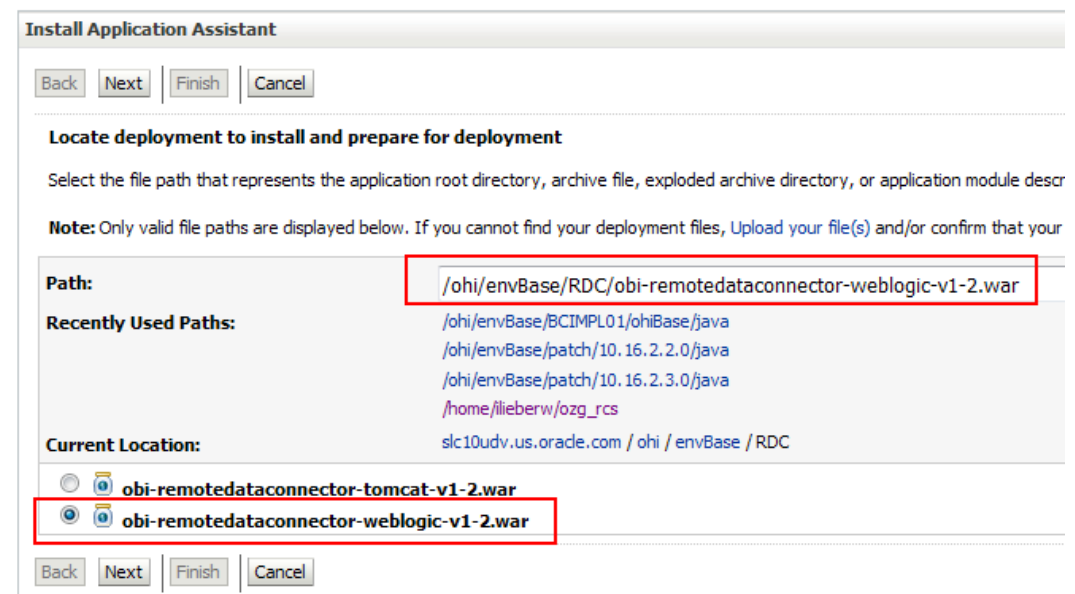 Install Application Assistant
Back Next Finish Cancel
Locate deployment to install and prepare for deployment
Select the file path that represents the application root directory, archive file, exploded archive directory, or application module descr
Note: Only valid file paths are displayed below. If you cannot find your deployment files, Upload your file(s) and/or confirm that your
Path: /ohi/envBase/RDC/obi-remotedataconnector-weblogic-v1-2.war
Recently Used Paths: /ohi/envBase/BCIMPL01/ohiBase/java
/ohi/envBase/patch/10.16.2.2.0/java
/ohi/envBase/patch/10.16.2.3.0/java
/home/ilieberw/ozg_rcs
Current Location: slc10udv.us.oracle.com / ohi / envBase / RDC
obi-remotedataconnector-tomcat-v1-2.war
obi-remotedataconnector-weblogic-v1-2.war
Back Next Finish Cancel